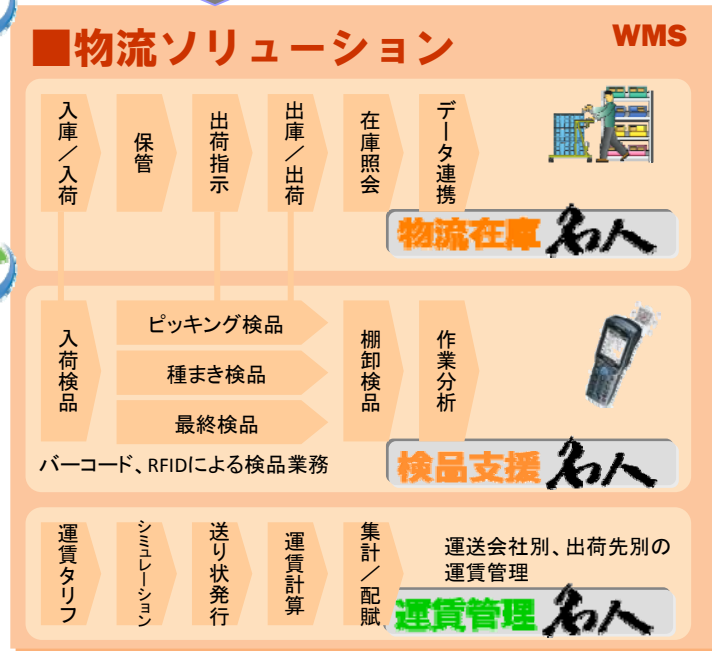 ■物流ソリューション
WMS
入庫／入荷
保管
出荷指示
出庫／出荷
在庫照会
データ連携
物流在庫 名人
入荷検品
ピッキング検品
種まき検品
最終検品
棚卸検品
作業分析
バーコード、RFIDによる検品業務
検品支援 名人
運賃タリフ
シミュレーション
送り状発行
運賃計算
集計／配賦
運送会社別、出荷先別の
運賃管理
運賃管理 名人